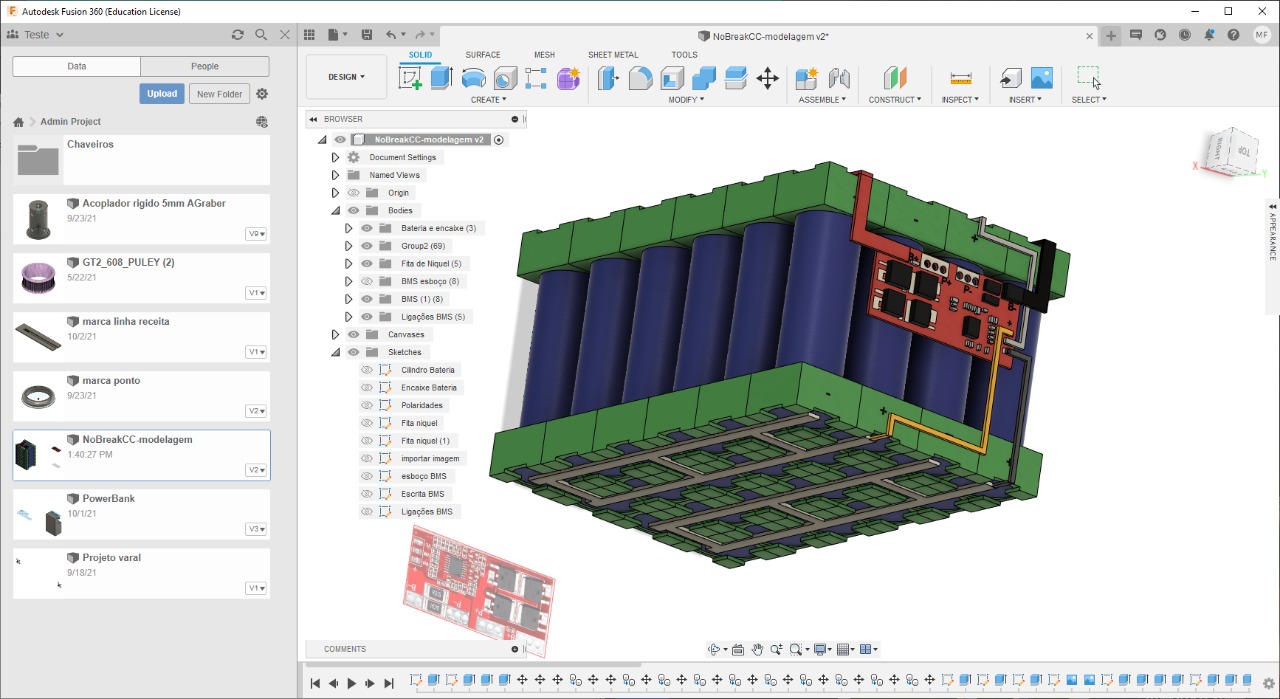 Autodesk Fusion 360 (Education License)
Teste
NoBreakCC-modelagem v2*
MF
Data
People
Upload
New Folder
Admin Project
Chaveiros
Acoplador rigido 5mm AGraber
9/23/21
V9
GT2_608_PULEY (2)
5/22/21
V1
marca linha receita
10/2/21
V1
marca ponto
9/23/21
V2
NoBreakCC-modelagem
1:40:27 PM
V2
PowerBank
10/1/21
V3
Projeto varal
9/18/21
V1
DESIGN
SOLID
SURFACE
MESH
SHEET METAL
TOOLS
CREATE
MODIFY
ASSEMBLE
CONSTRUCT
INSPECT
INSERT
SELECT
BROWSER
NoBreakCC-modelagem v2
Document Settings
Named Views
Origin
Bodies
Bateria e encaixe (3)
Group2 (69)
Fita de Niquel (5)
BMS esboço (8)
BMS (1) (8)
Ligações BMS (5)
Canvases
Sketches
Cilindro Bateria
Encaixe Bateria
Polaridades
Fita niquel
Fita niquel (1)
importar imagem
esboço BMS
Escrita BMS
Ligações BMS
RIGHT
TOP
X
Y
APPEARANCE
P+
P-
COMMENTS